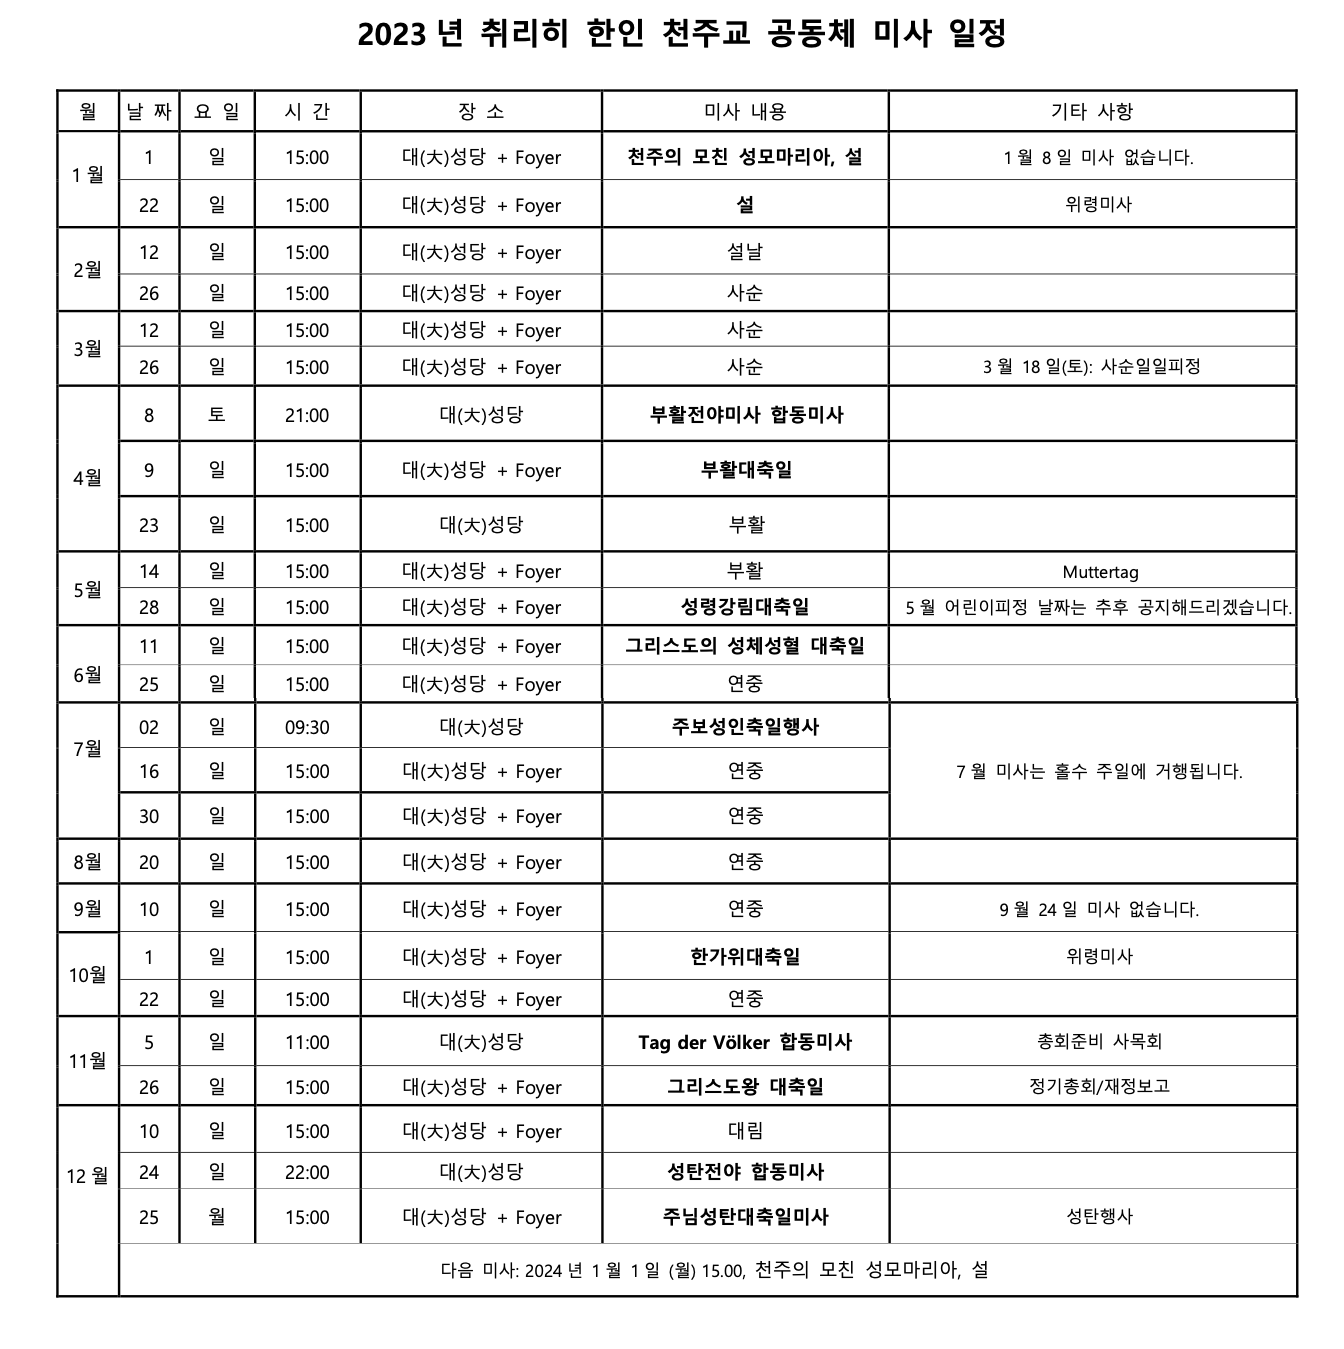 2023 년 취리히 한인 천주교 공동체 미사 일정
월 날 짜 요 일 시 간 장 소 미사 내용 기타 사항
1 월 1 일 15:00 대(大)성당 + Foyer 천주의 모친 성모마리아, 설 1 월 8 일 미사 없습니다.
22 일 15:00 대(大)성당 + Foyer 설 위령미사
2월 12 일 15:00 대(大)성당 + Foyer 설날
26 일 15:00 대(大)성당 + Foyer 사순
3월 12 일 15:00 대(大)성당 + Foyer 사순
26 일 15:00 대(大)성당 + Foyer 사순 3 월 18 일(토): 사순일일피정
4월 8 토 21:00 대(大)성당 부활전야미사 합동미사
9 일 15:00 대(大)성당 + Foyer 부활대축일
23 일 15:00 대(大)성당 부활
5월 14 일 15:00 대(大)성당 + Foyer 부활 Muttertag
28 일 15:00 대(大)성당 + Foyer 성령강림대축일 5 월 어린이피정 날짜는 추후 공지해드리겠습니다.
6월 11 일 15:00 대(大)성당 + Foyer 그리스도의 성체성혈 대축일
25 일 15:00 대(大)성당 + Foyer 연중
7월 02 일 09:30 대(大)성당 주보성인축일행사
16 일 15:00 대(大)성당 + Foyer 연중 7 월 미사는 홀수 주일에 거행됩니다.
30 일 15:00 대(大)성당 + Foyer 연중
8월 20 일 15:00 대(大)성당 + Foyer 연중
9월 10 일 15:00 대(大)성당 + Foyer 연중 9 월 24 일 미사 없습니다.
10월 1 일 15:00 대(大)성당 + Foyer 한가위대축일 위령미사
22 일 15:00 대(大)성당 + Foyer 연중
11월 5 일 11:00 대(大)성당 Tag der Völker 합동미사 총회준비 사목회
26 일 15:00 대(大)성당 + Foyer 그리스도왕 대축일 정기총회/재정보고
12 월 10 일 15:00 대(大)성당 + Foyer 대림
24 일 22:00 대(大)성당 성탄전야 합동미사
25 월 15:00 대(大)성당 + Foyer 주님성탄대축일미사 성탄행사
다음 미사: 2024 년 1 월 1 일 (월) 15.00, 천주의 모친 성모마리아, 설